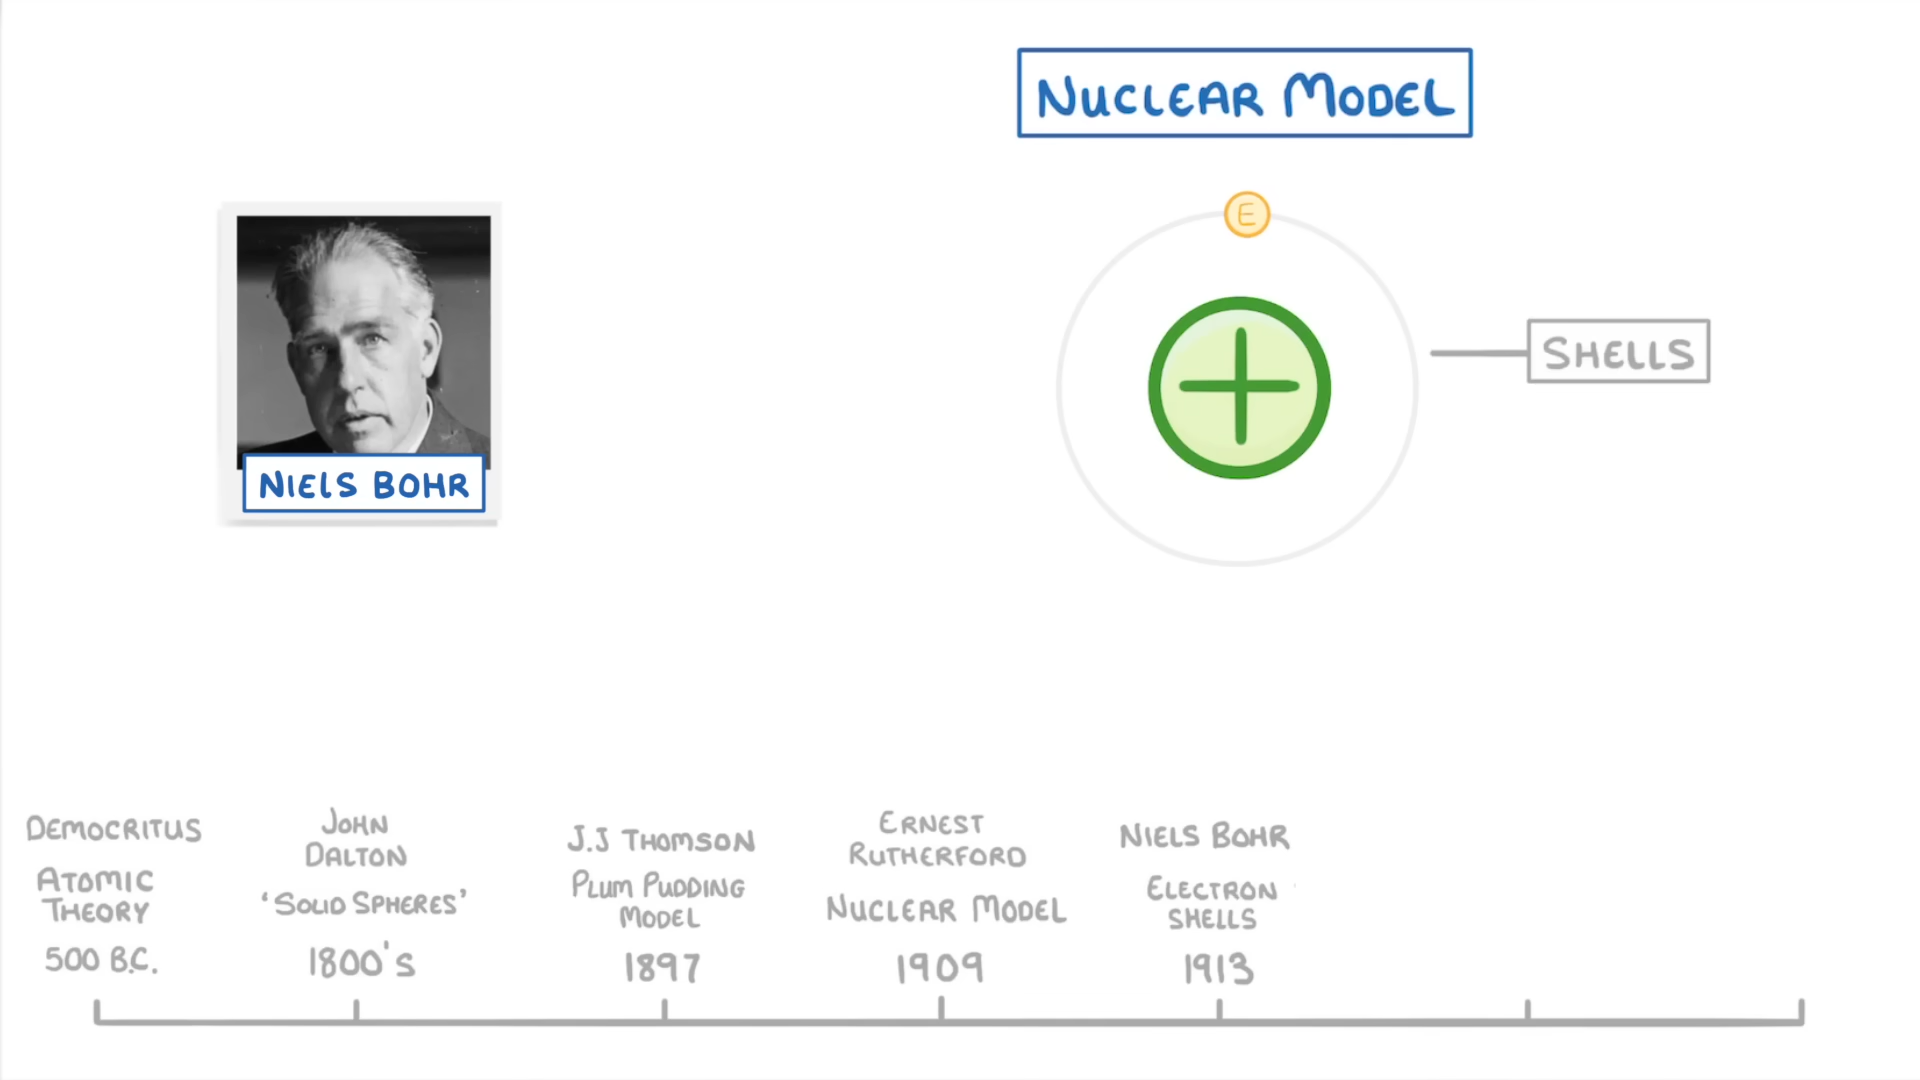 NUCLEAR MODEL
E
SHELLS
NIELS BOHR
DEMOCRITUS
ATOMIC
THEORY
500 B.C.
JOHN
DALTON
'SOLID SPHERES'
1800's
J.J THOMSON
PLUM PUDDING
MODEL
1897
ERNEST
RUTHERFORD
NUCLEAR MODEL
1909
NIELS BOHR
ELECTRON
SHELLS
1913